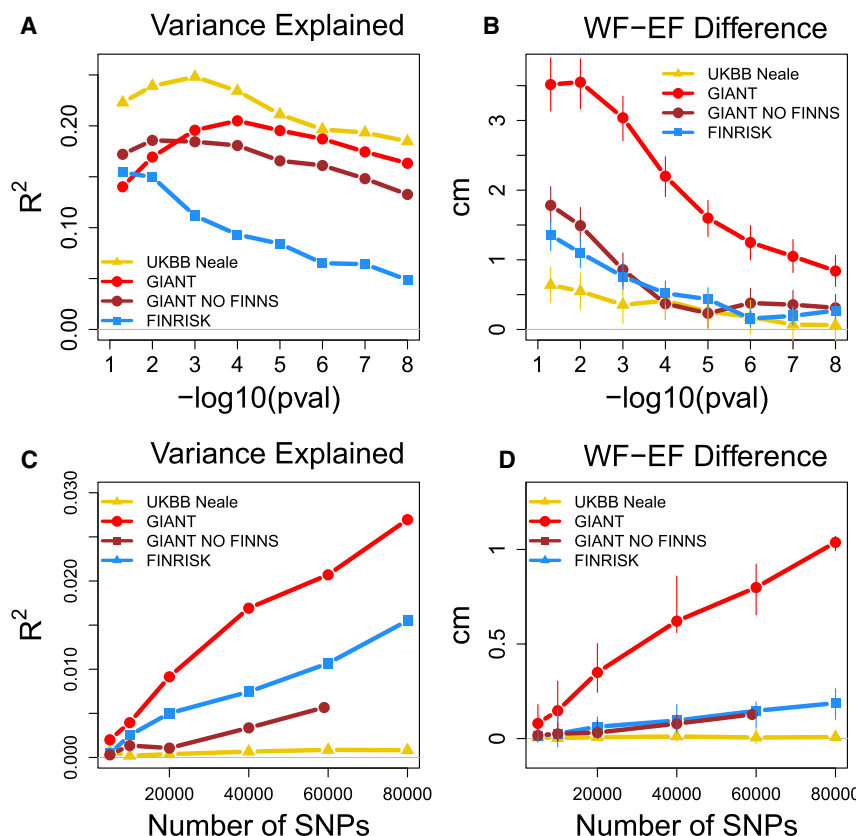 A
Variance Explained
R2
0.00
0.10
0.20
UKBB Neale
GIANT
GIANT NO FINNS
FINRISK
1 2 3 4 5 6 7 8
−log10(pval)
B
WF−EF Difference
cm
0
1
2
3
UKBB Neale
GIANT
GIANT NO FINNS
FINRISK
1 2 3 4 5 6 7 8
−log10(pval)
C
Variance Explained
R2
0.000
0.010
0.020
0.030
UKBB Neale
GIANT
GIANT NO FINNS
FINRISK
20000 40000 60000 80000
Number of SNPs
D
WF−EF Difference
cm
0
0.5
1
UKBB Neale
GIANT
GIANT NO FINNS
FINRISK
20000 40000 60000 80000
Number of SNPs